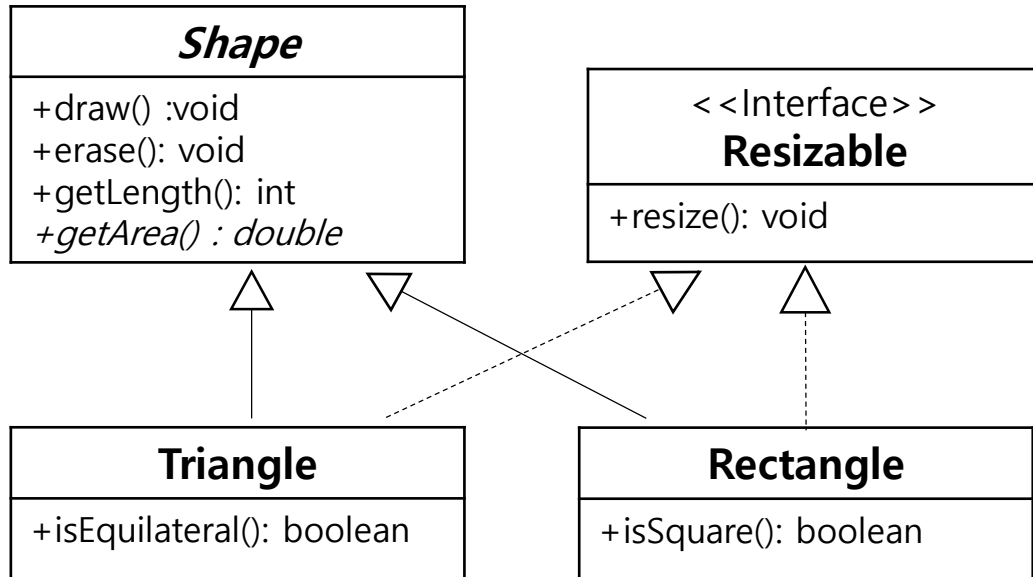 Shape
+draw() :void
+erase(): void
+getLength(): int
+getArea() : double
<<Interface>>
Resizable
+resize(): void
Triangle
+isEquilateral(): boolean
Rectangle
+isSquare(): boolean